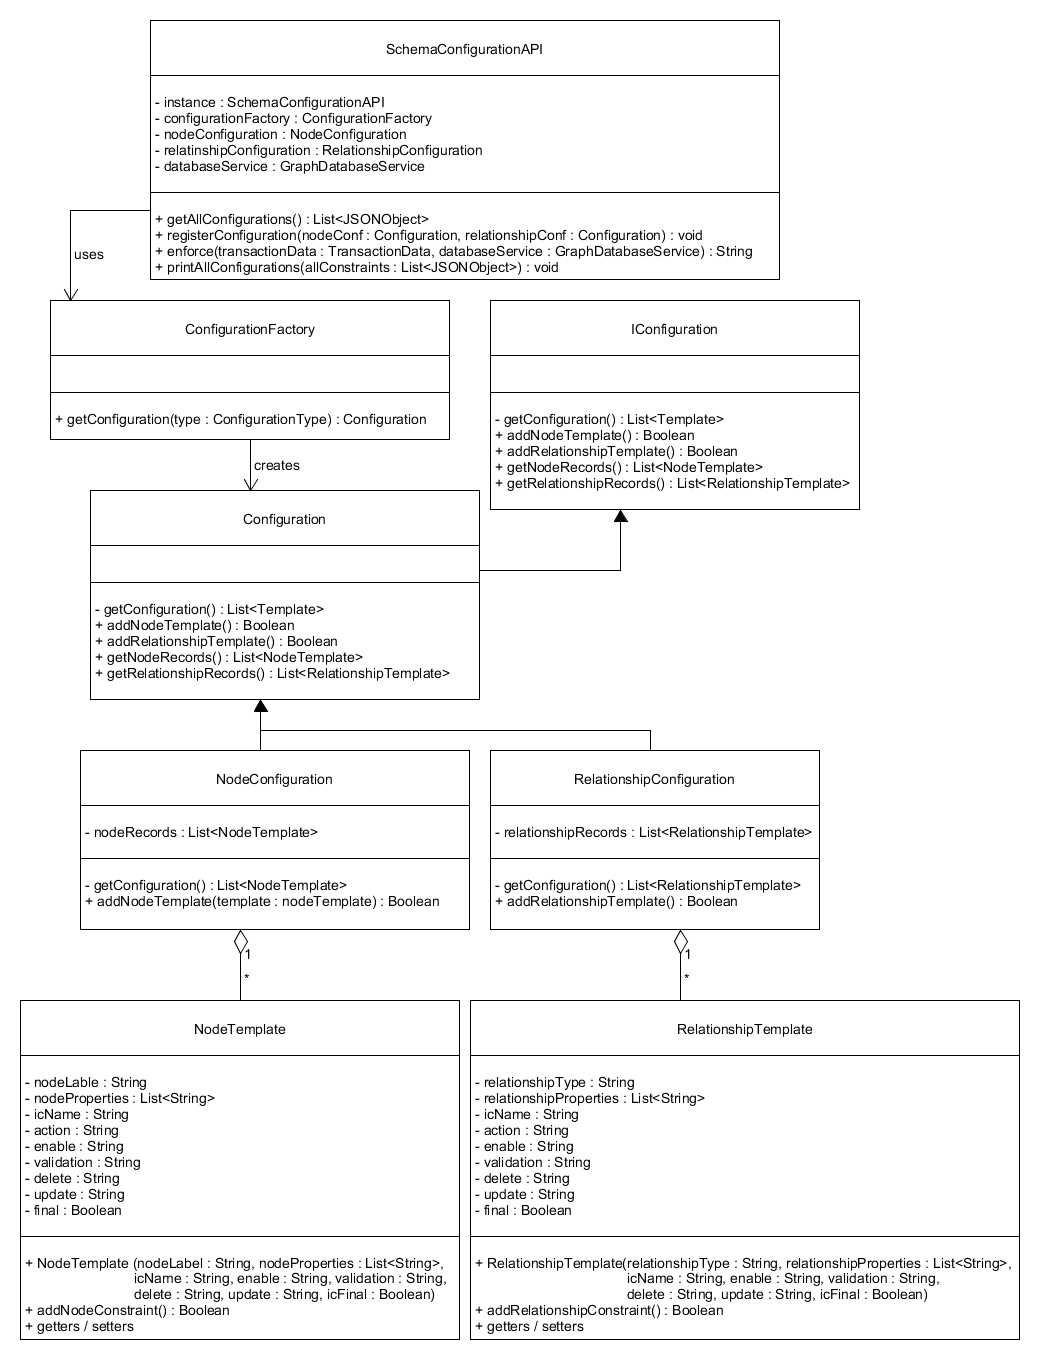 SchemaConfigurationAPI
- instance : SchemaConfigurationAPI
- configurationFactory : ConfigurationFactory
- nodeConfiguration : NodeConfiguration
- relatinshipConfiguration : RelationshipConfiguration
- databaseService : GraphDatabaseService
+ getAllConfigurations() : List<JSONObject>
+ registerConfiguration(nodeConf : Configuration, relationshipConf : Configuration) : void
+ enforce(transactionData : TransactionData, databaseService : GraphDatabaseService) : String
+ printAllConfigurations(allConstraints : List<JSONObject>) : void
uses
ConfigurationFactory
+ getConfiguration(type : ConfigurationType) : Configuration
IConfiguration
- getConfiguration() : List<Template>
+ addNodeTemplate() : Boolean
+ addRelationshipTemplate() : Boolean
+ getNodeRecords() : List<NodeTemplate>
+ getRelationshipRecords() : List<RelationshipTemplate>
creates
Configuration
- getConfiguration() : List<Template>
+ addNodeTemplate() : Boolean
+ addRelationshipTemplate() : Boolean
+ getNodeRecords() : List<NodeTemplate>
+ getRelationshipRecords() : List<RelationshipTemplate>
NodeConfiguration
- nodeRecords : List<NodeTemplate>
- getConfiguration() : List<NodeTemplate>
+ addNodeTemplate(template : nodeTemplate) : Boolean
RelationshipConfiguration
- relationshipRecords : List<RelationshipTemplate>
- getConfiguration() : List<RelationshipTemplate>
+ addRelationshipTemplate() : Boolean
1
*
1
*
NodeTemplate
- nodeLable : String
- nodeProperties : List<String>
- icName : String
- action : String
- enable : String
- validation : String
- delete : String
- update : String
- final : Boolean
+ NodeTemplate (nodeLabel : String, nodeProperties : List<String>,
icName : String, enable : String, validation : String,
delete : String, update : String, icFinal : Boolean)
+ addNodeConstraint() : Boolean
+ getters / setters
RelationshipTemplate
- relationshipType : String
- relationshipProperties : List<String>
- icName : String
- action : String
- enable : String
- validation : String
- delete : String
- update : String
- final : Boolean
+ RelationshipTemplate(relationshipType : String, relationshipProperties : List<String>,
icName : String, enable : String, validation : String,
delete : String, update : String, icFinal : Boolean)
+ addRelationshipConstraint() : Boolean
+ getters / setters